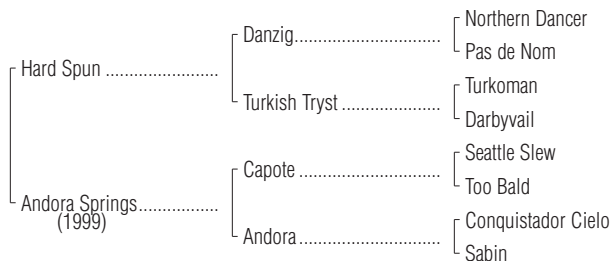 Northern Dancer
Danzig
Pas de Nom
Hard Spun
Turkoman
Turkish Tryst
Darbyvail
Seattle Slew
Capote
Too Bald
Andora Springs
(1999)
Conquistador Cielo
Andora
Sabin